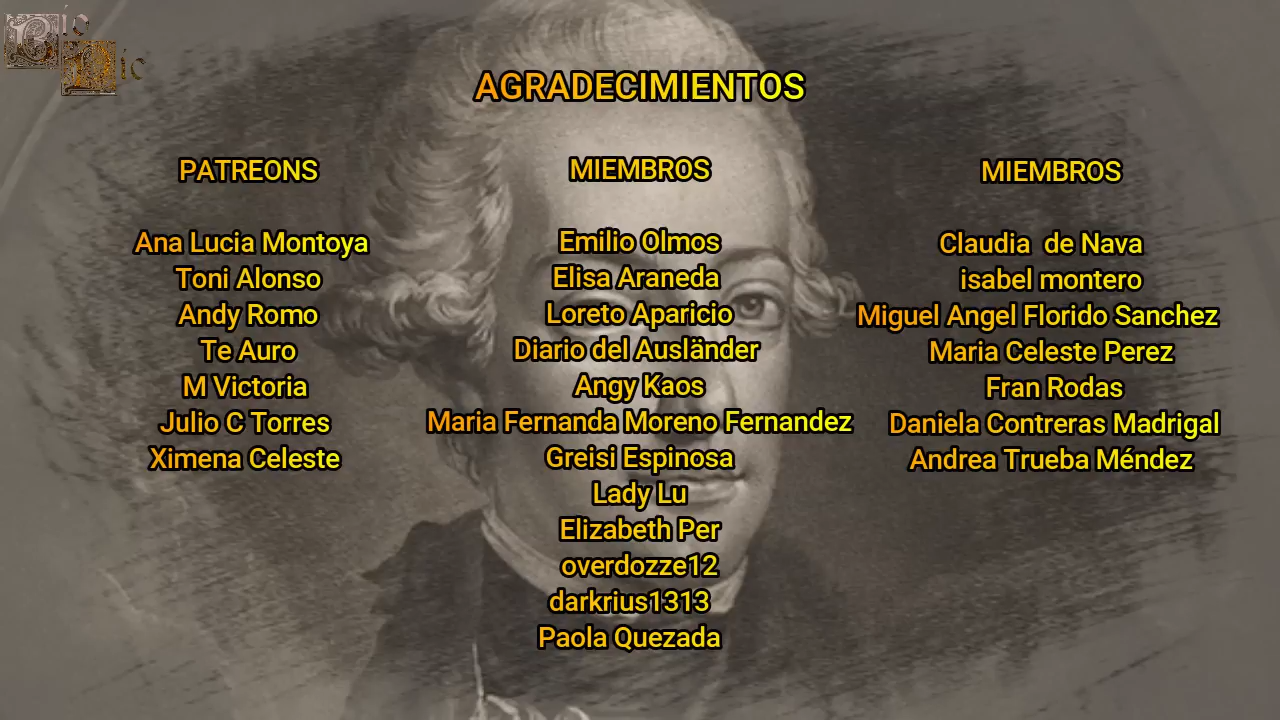 AGRADECIMIENTOS
PATREONS
Ana Lucia Montoya
Toni Alonso
Andy Romo
Te Auro
M Victoria
Julio C Torres
Ximena Celeste
MIEMBROS
Emilio Olmos
Elisa Araneda
Loreto Aparicio
Diario del Ausländer
Angy Kaos
Maria Fernanda Moreno Fernandez
Greisi Espinosa
Lady Lu
Elizabeth Per
overdozze12
darkrius1313
Paola Quezada
MIEMBROS
Claudia de Nava
isabel montero
Miguel Angel Florido Sanchez
Maria Celeste Perez
Fran Rodas
Daniela Contreras Madrigal
Andrea Trueba Méndez